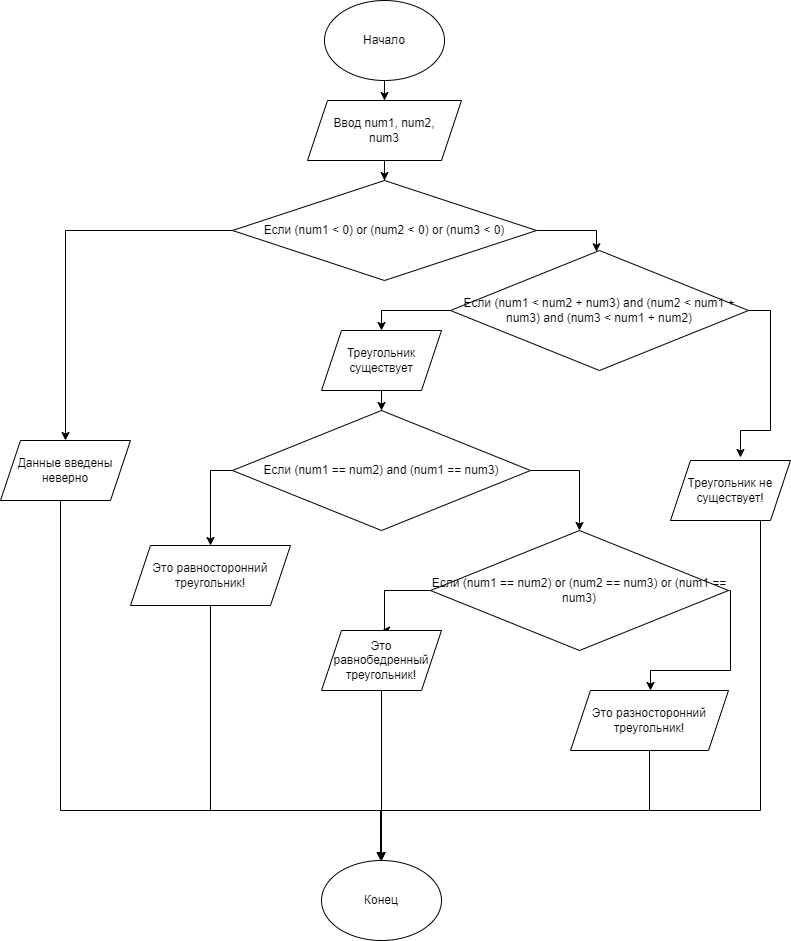 Начало
Ввод num1, num2,
num3
Если (num1 < 0) or (num2 < 0) or (num3 < 0)
Если (num1 < num2 + num3) and (num2 < num1 +
num3) and (num3 < num1 + num2)
Треугольник
существует
Данные введены
неверно
Если (num1 == num2) and (num1 == num3)
Треугольник не
существует!
Это равносторонний
треугольник!
Если (num1 == num2) or (num2 == num3) or (num1 ==
num3)
Это
равнобедренный
треугольник!
Это разносторонний
треугольник!
Конец